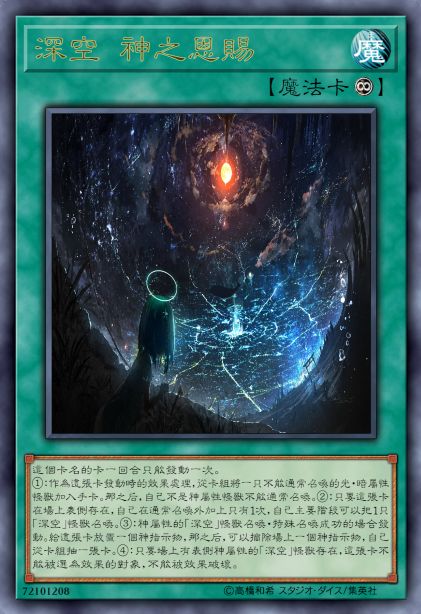 深空 神之恩賜
魔
【魔法卡♾】
這個卡名的卡一回合只能發動一次。
①:作為這張卡發動時的效果處理,從卡組將一只不能通常召喚的光·暗屬性
怪獸加入手卡。那之后,自己不是神屬性怪獸不能通常召喚。②:只要這張卡
在場上表側存在,自己在通常召喚外加上只有1次,自己主要階段可以把1只
「深空」怪獸召喚。③:神屬性的「深空」怪獸召喚·特殊召喚成功的場合發
動。給這張卡放置一個神指示物,那之后,可以擋除場上一個神指示物,自己
從卡組抽一張卡。④:只要場上有表側神屬性的「深空」怪獸存在,這張卡不
能被選為效果的對象,不能被效果破壞。
72101208
©高橋和希 スタジオ・ダイス/集英社